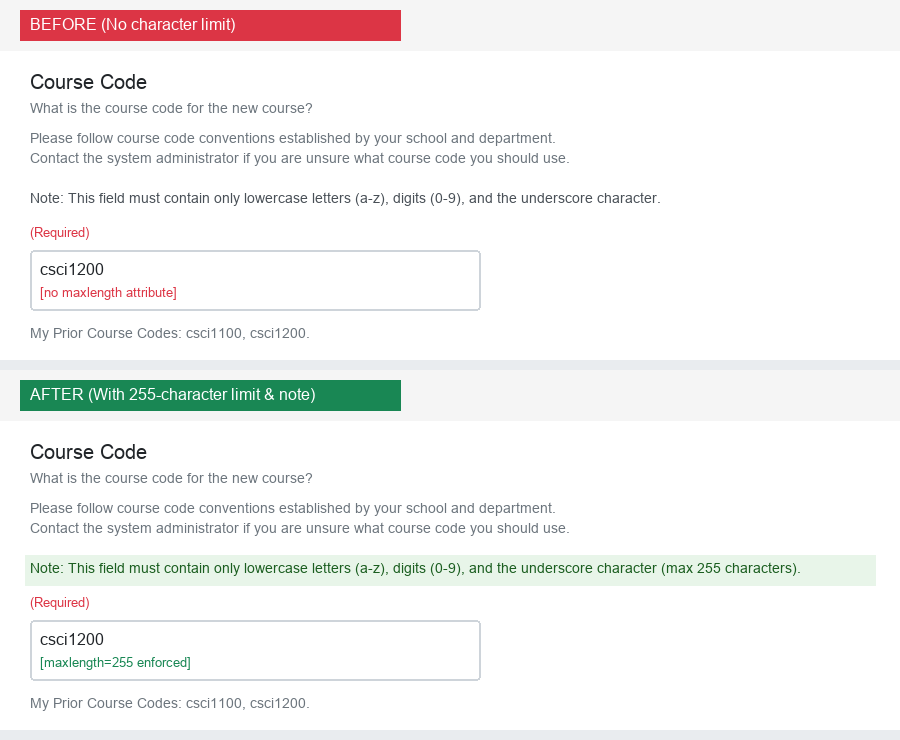 BEFORE (No character limit)
Course Code
What is the course code for the new course?
Please follow course code conventions established by your school and department.
Contact the system administrator if you are unsure what course code you should use.
Note: This field must contain only lowercase letters (a-z), digits (0-9), and the underscore character.
(Required)
csci1200
[no maxlength attribute]
My Prior Course Codes: csci1100, csci1200.
AFTER (With 255-character limit & note)
Course Code
What is the course code for the new course?
Please follow course code conventions established by your school and department.
Contact the system administrator if you are unsure what course code you should use.
Note: This field must contain only lowercase letters (a-z), digits (0-9), and the underscore character (max 255 characters).
(Required)
csci1200
[maxlength=255 enforced]
My Prior Course Codes: csci1100, csci1200.